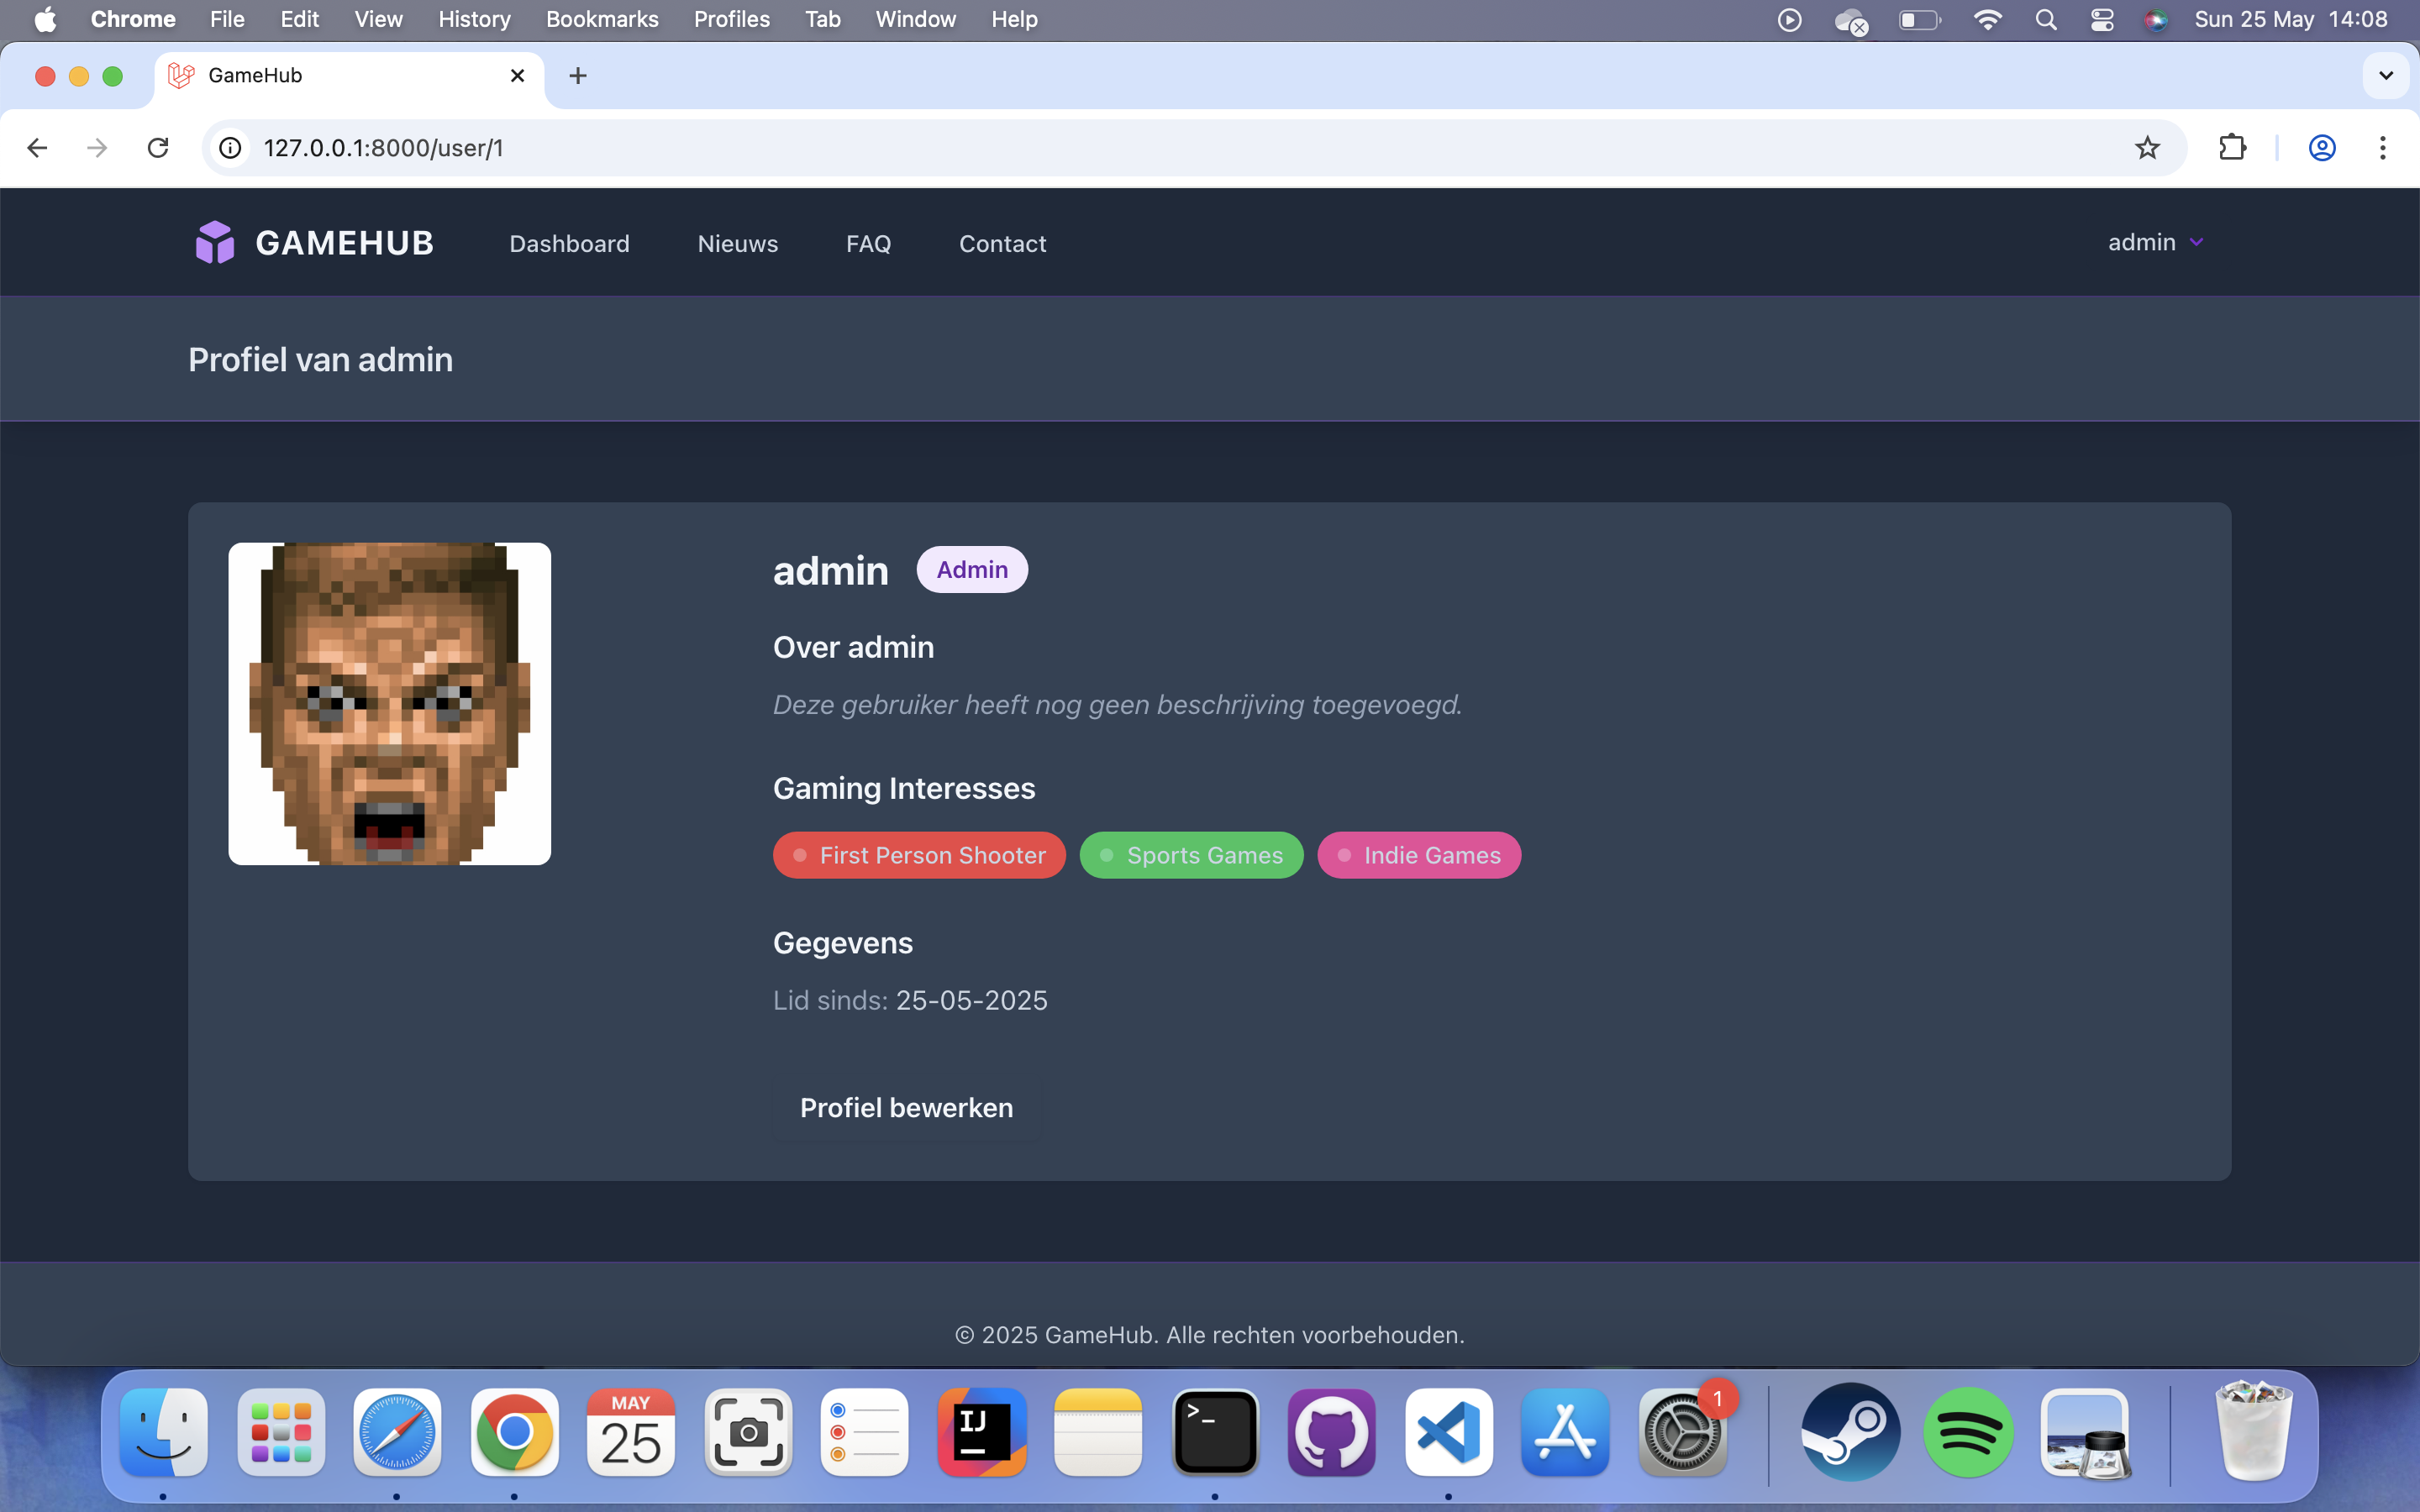 Chrome File Edit View History Bookmarks Profiles Tab Window Help Sun 25 May 14:08
GameHub
127.0.0.1:8000/user/1
GAMEHUB Dashboard Nieuws FAQ Contact admin
Profiel van admin
admin Admin
Over admin
Deze gebruiker heeft nog geen beschrijving toegevoegd.
Gaming Interesses
First Person Shooter Sports Games Indie Games
Gegevens
Lid sinds: 25-05-2025
Profiel bewerken
© 2025 GameHub. Alle rechten voorbehouden.
MAY
25
IJ
>_
1